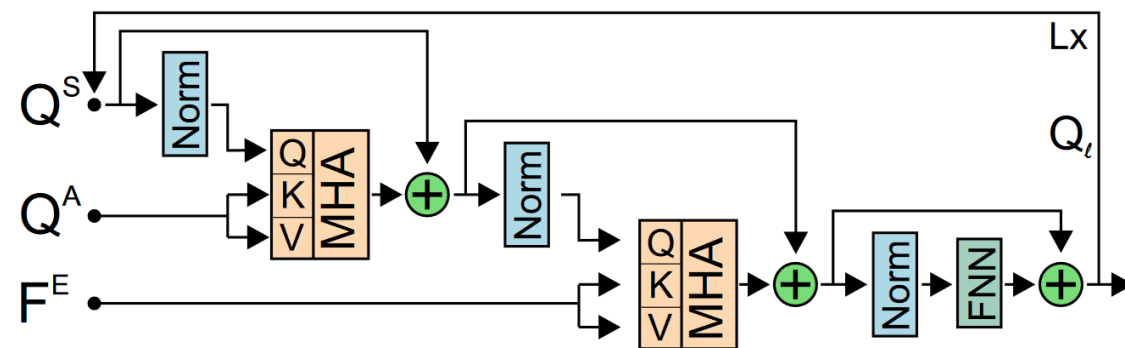 Lx
Q^S
Norm
Q_ℓ
Q
K
V
MHA
Q^A
Norm
F^E
Q
K
V
MHA
Norm
FNN